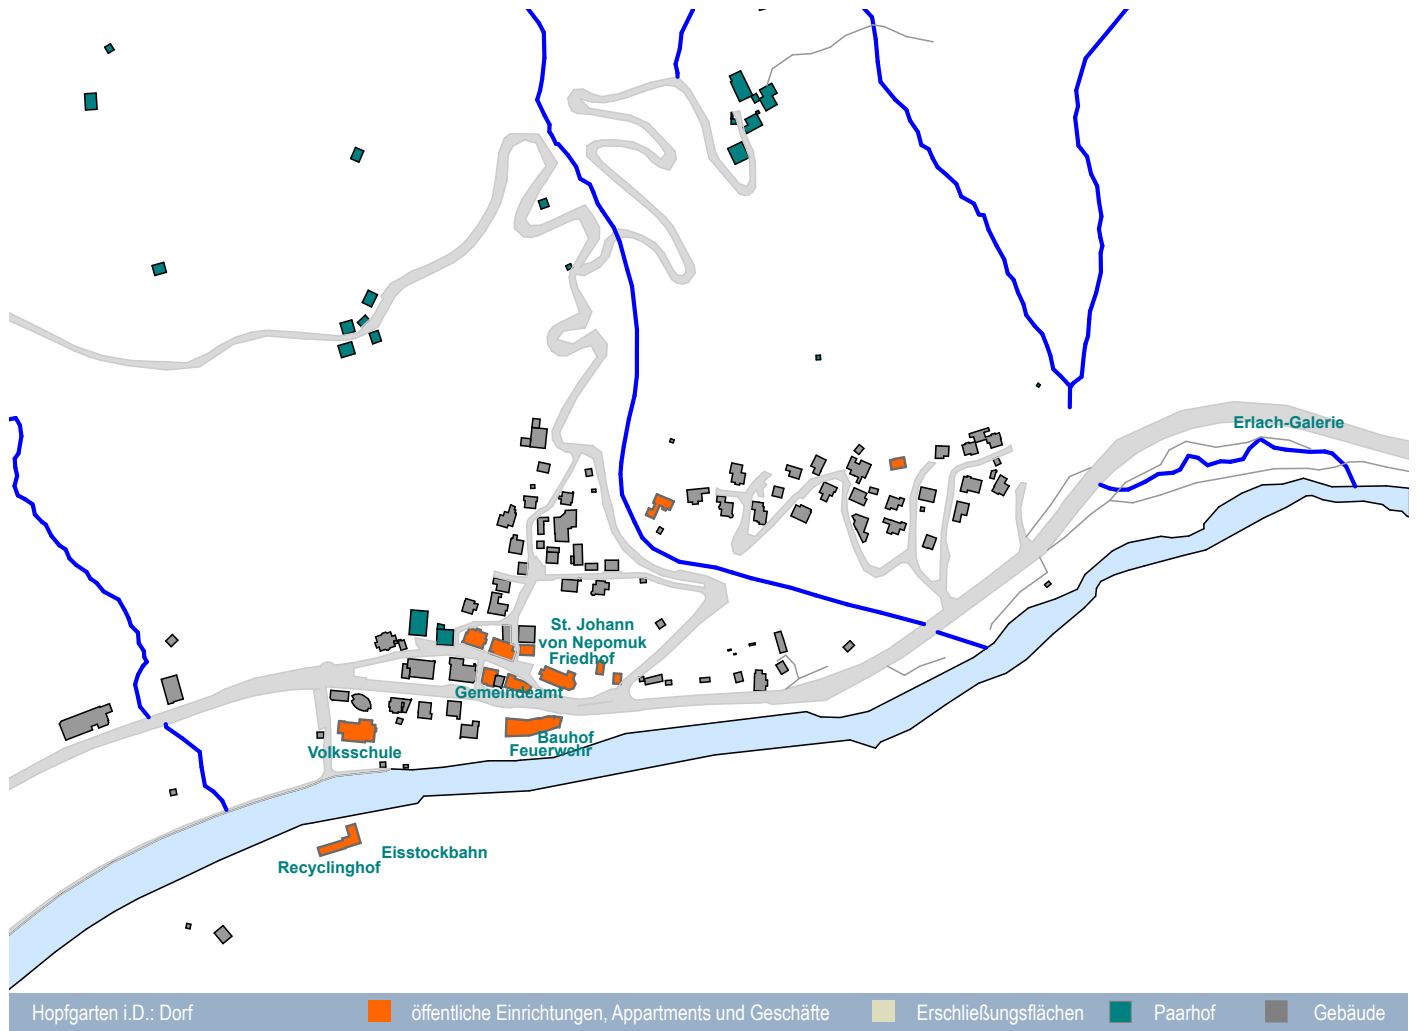 Erlach-Galerie
St. Johann
von Nepomuk
Friedhof
Gemeindeamt
Bauhof
Feuerwehr
Volksschule
Eisstockbahn
Recyclinghof
Hopfgarten i.D.: Dorf
öffentliche Einrichtungen, Appartments und Geschäfte
Erschließungsflächen
Paarhof
Gebäude